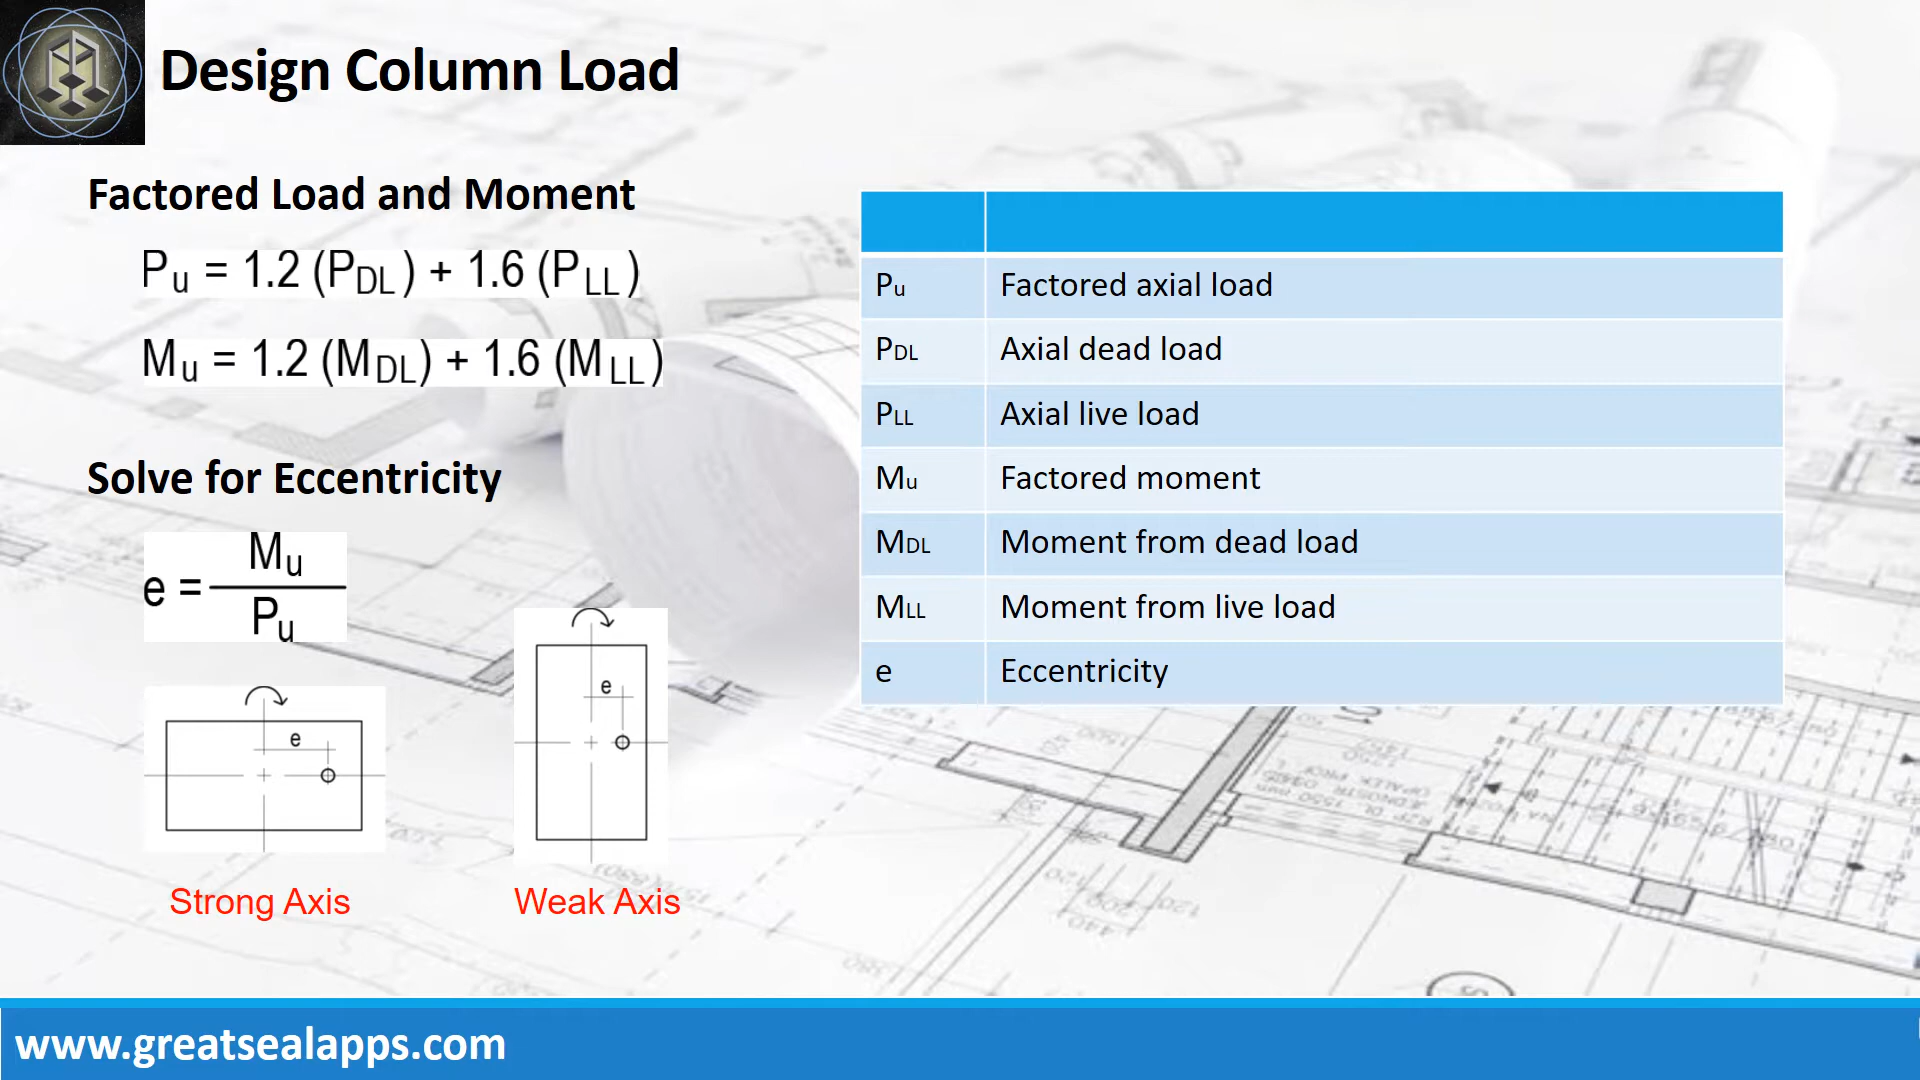 Design Column Load
Factored Load and Moment
Pu = 1.2 (PDL) + 1.6 (PLL)
Mu = 1.2 (MDL) + 1.6 (MLL)
Solve for Eccentricity
e = Mu / Pu
e
e
Strong Axis
Weak Axis
Pu Factored axial load
PDL Axial dead load
PLL Axial live load
Mu Factored moment
MDL Moment from dead load
MLL Moment from live load
e Eccentricity
www.greatsealapps.com